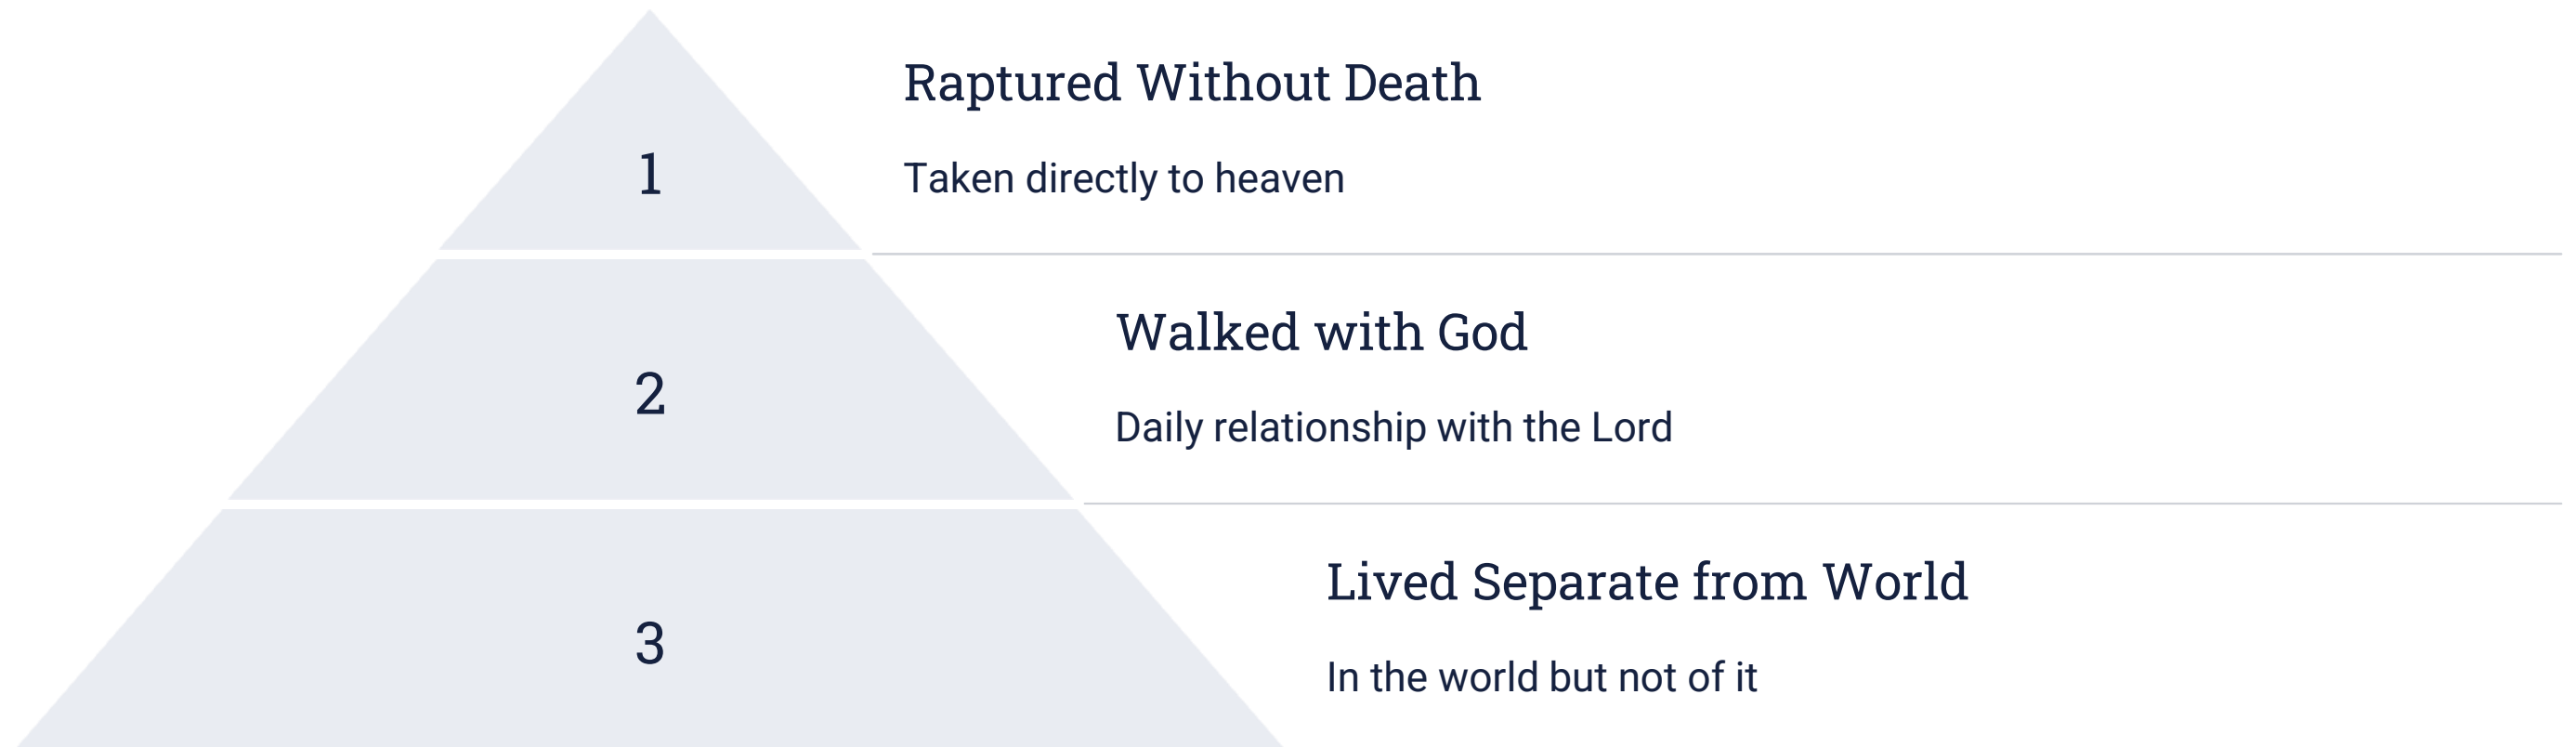 1
Raptured Without Death
Taken directly to heaven
2
Walked with God
Daily relationship with the Lord
3
Lived Separate from World
In the world but not of it